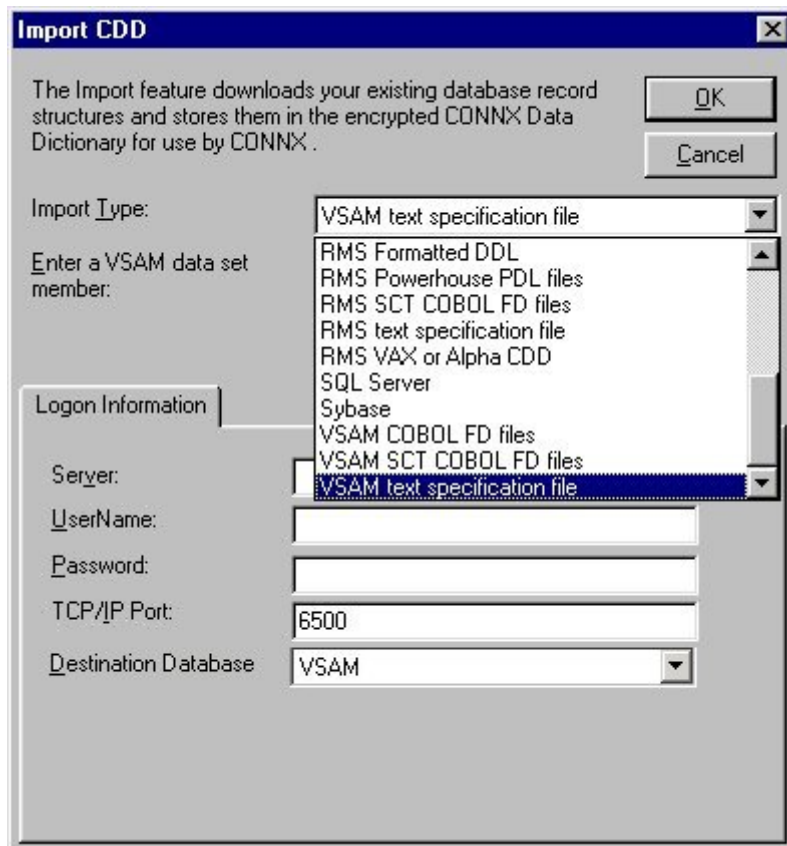 Import CDD
The Import feature downloads your existing database record
structures and stores them in the encrypted CONNX Data
Dictionary for use by CONNX .
OK
Cancel
Import Type:
VSAM text specification file
Enter a VSAM data set
member:
RMS Formatted DDL
RMS Powerhouse PDL files
RMS SCT COBOL FD files
RMS text specification file
RMS VAX or Alpha CDD
SQL Server
Sybase
VSAM COBOL FD files
VSAM SCT COBOL FD files
VSAM text specification file
Logon Information
Server:
UserName:
Password:
TCP/IP Port:
6500
Destination Database
VSAM